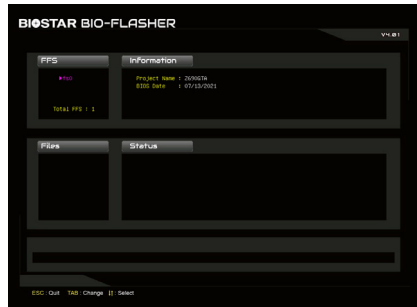 BIOSTAR BIO-FLASHER
V4.01
FFS
Information
Project Name : Z690GTA
BIOS Date : 07/13/2021
Total FFS : 1
Files
Status
ESC : Quit TAB : Change : Select